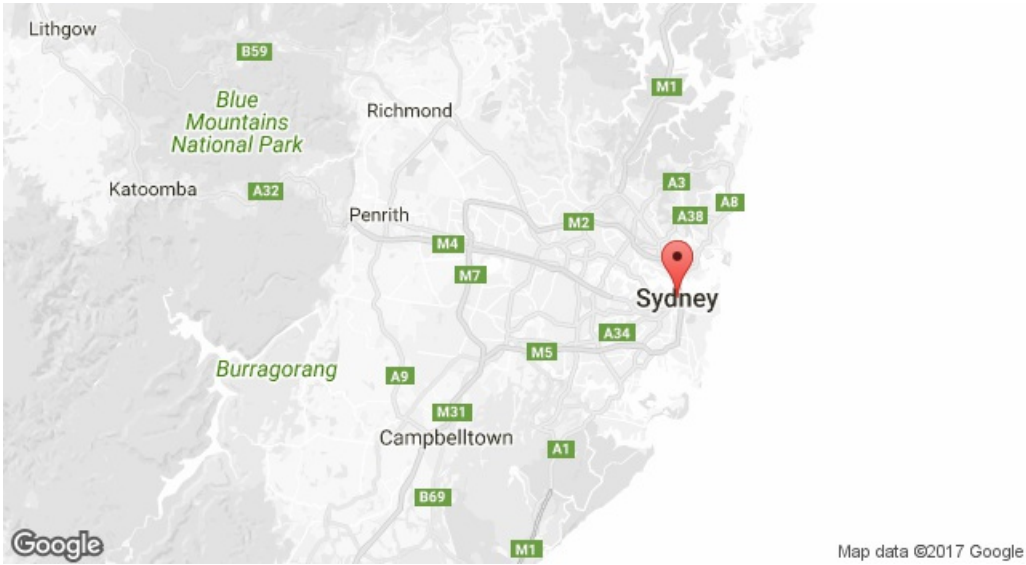 Lithgow
B59
M1
Blue
Mountains
National Park
Richmond
A3
Katoomba
A32
A8
Penrith
A38
M2
M4
M7
Sydney
A34
M5
Burragorang
A9
M31
Campbelltown
A1
B69
M1
Google
Map data ©2017 Google